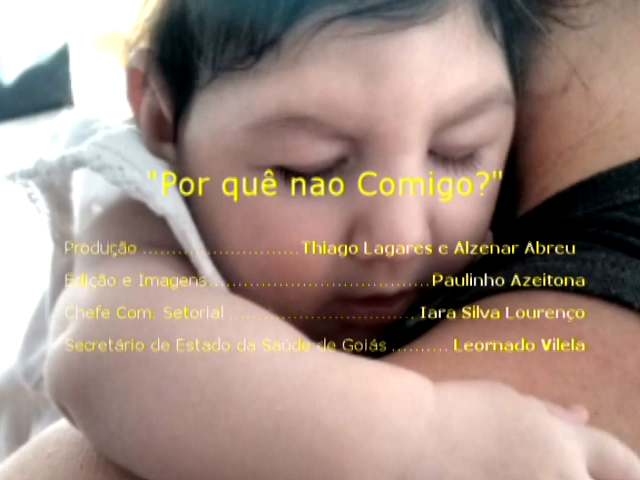 "Por quê nao Comigo?"
Produção .......................... Thiago Lagares e Alzenar Abreu
Edição e Imagens..................................... Paulinho Azeitona
Chefe Com. Setorial ............................... Iara Silva Lourenço
Secretário de Estado da Saúde de Goiás .......... Leornado Vilela